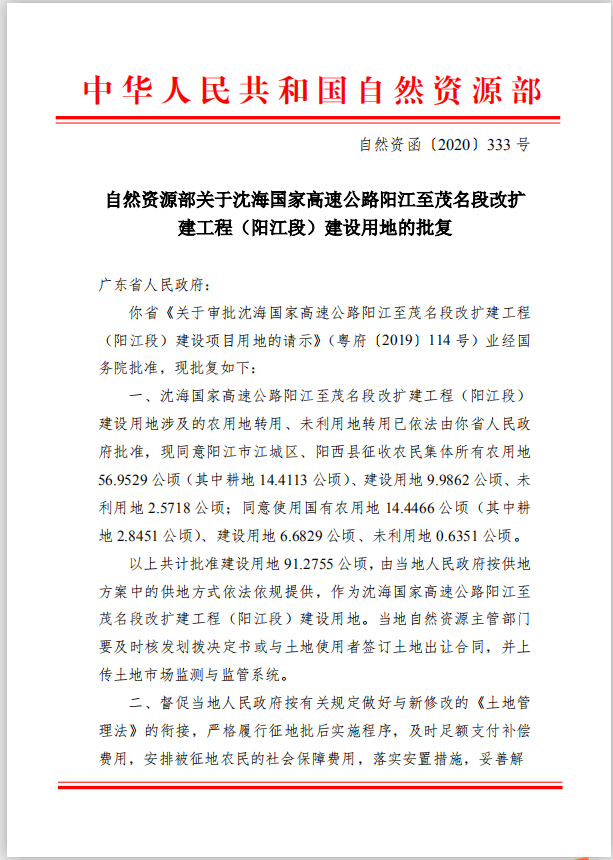 中华人民共和国自然资源部
自然资函〔2020〕333 号
自然资源部关于沈海国家高速公路阳江至茂名段改扩
建工程（阳江段）建设用地的批复
广东省人民政府：
你省《关于审批沈海国家高速公路阳江至茂名段改扩建工程
（阳江段）建设项目用地的请示》（粤府〔2019〕114 号）业经国
务院批准，现批复如下：
一、沈海国家高速公路阳江至茂名段改扩建工程（阳江段）
建设用地涉及的农用地转用、未利用地转用已依法由你省人民政
府批准，现同意阳江市江城区、阳西县征收农民集体所有农用地
56.9529 公顷（其中耕地 14.4113 公顷）、建设用地 9.9862 公顷、未
利用地 2.5718 公顷；同意使用国有农用地 14.4466 公顷（其中耕
地 2.8451 公顷）、建设用地 6.6829 公顷、未利用地 0.6351 公顷。
以上共计批准建设用地 91.2755 公顷，由当地人民政府按供地
方案中的供地方式依法依规提供，作为沈海国家高速公路阳江至
茂名段改扩建工程（阳江段）建设用地。当地自然资源主管部门
要及时核发划拨决定书或与土地使用者签订土地出让合同，并上
传土地市场监测与监管系统。
二、督促当地人民政府按有关规定做好与新修改的《土地管
理法》的衔接，严格履行征地批后实施程序，及时足额支付补偿
费用，安排被征地农民的社会保障费用，落实安置措施，妥善解